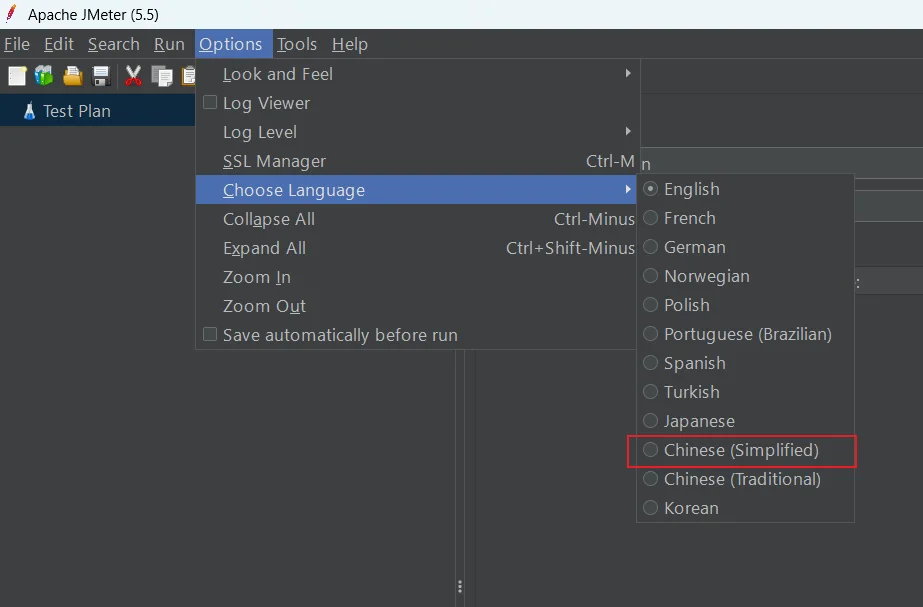 Apache JMeter (5.5)
File Edit Search Run Options Tools Help
Look and Feel
Log Viewer
Log Level
SSL Manager Ctrl-M
Choose Language
Collapse All Ctrl-Minus
Expand All Ctrl+Shift-Minus
Zoom In
Zoom Out
Save automatically before run
Test Plan
n
English
French
German
Norwegian
:
Polish
Portuguese (Brazilian)
Spanish
Turkish
Japanese
Chinese (Simplified)
Chinese (Traditional)
Korean